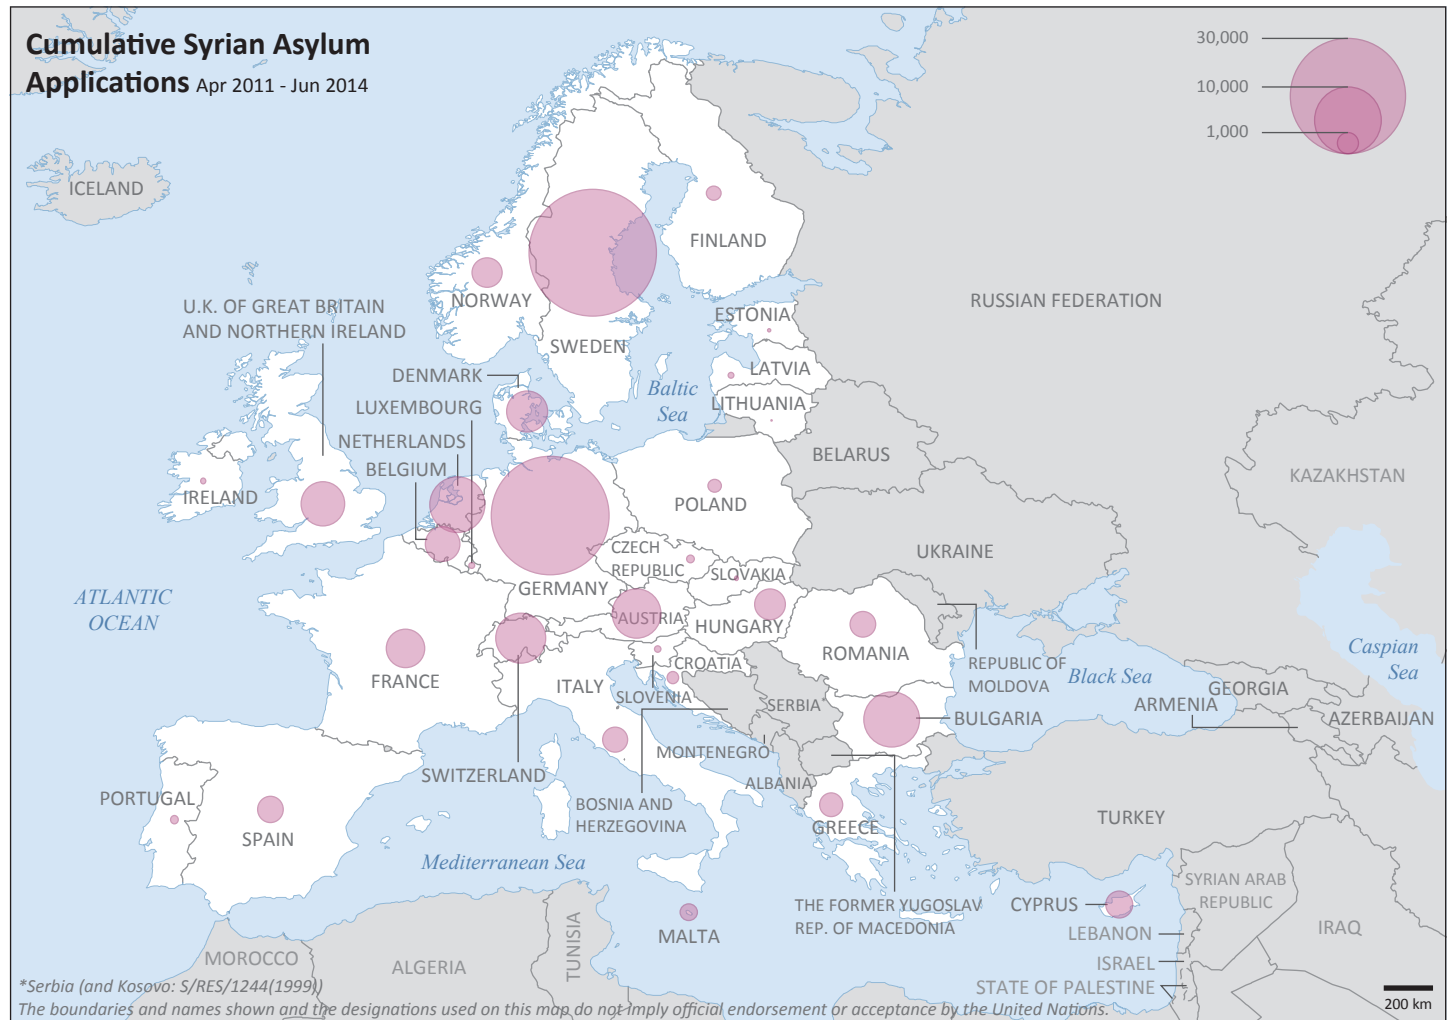 Cumulative Syrian Asylum
Applications Apr 2011 - Jun 2014
30,000
10,000
1,000
ICELAND
FINLAND
NORWAY
RUSSIAN FEDERATION
U.K. OF GREAT BRITAIN
AND NORTHERN IRELAND
ESTONIA
SWEDEN
LATVIA
DENMARK
Baltic
Sea
LUXEMBOURG
LITHUANIA
NETHERLANDS
BELGIUM
BELARUS
KAZAKHSTAN
IRELAND
POLAND
UKRAINE
CZECH
REPUBLIC
SLOVAKIA
GERMANY
ATLANTIC
OCEAN
AUSTRIA
HUNGARY
ROMANIA
REPUBLIC OF
MOLDOVA
Black Sea
Caspian
Sea
FRANCE
CROATIA
ITALY
SLOVENIA
SERBIA*
GEORGIA
ARMENIA
AZERBAIJAN
BULGARIA
MONTENEGRO
SWITZERLAND
ALBANIA
BOSNIA AND
HERZEGOVINA
PORTUGAL
SPAIN
GREECE
TURKEY
Mediterranean Sea
SYRIAN ARAB
REPUBLIC
THE FORMER YUGOSLAV
REP. OF MACEDONIA
CYPRUS
MALTA
LEBANON
IRAQ
MOROCCO
ALGERIA
TUNISIA
ISRAEL
STATE OF PALESTINE
*Serbia (and Kosovo: S/RES/1244(1999))
The boundaries and names shown and the designations used on this map do not imply official endorsement or acceptance by the United Nations.
200 km